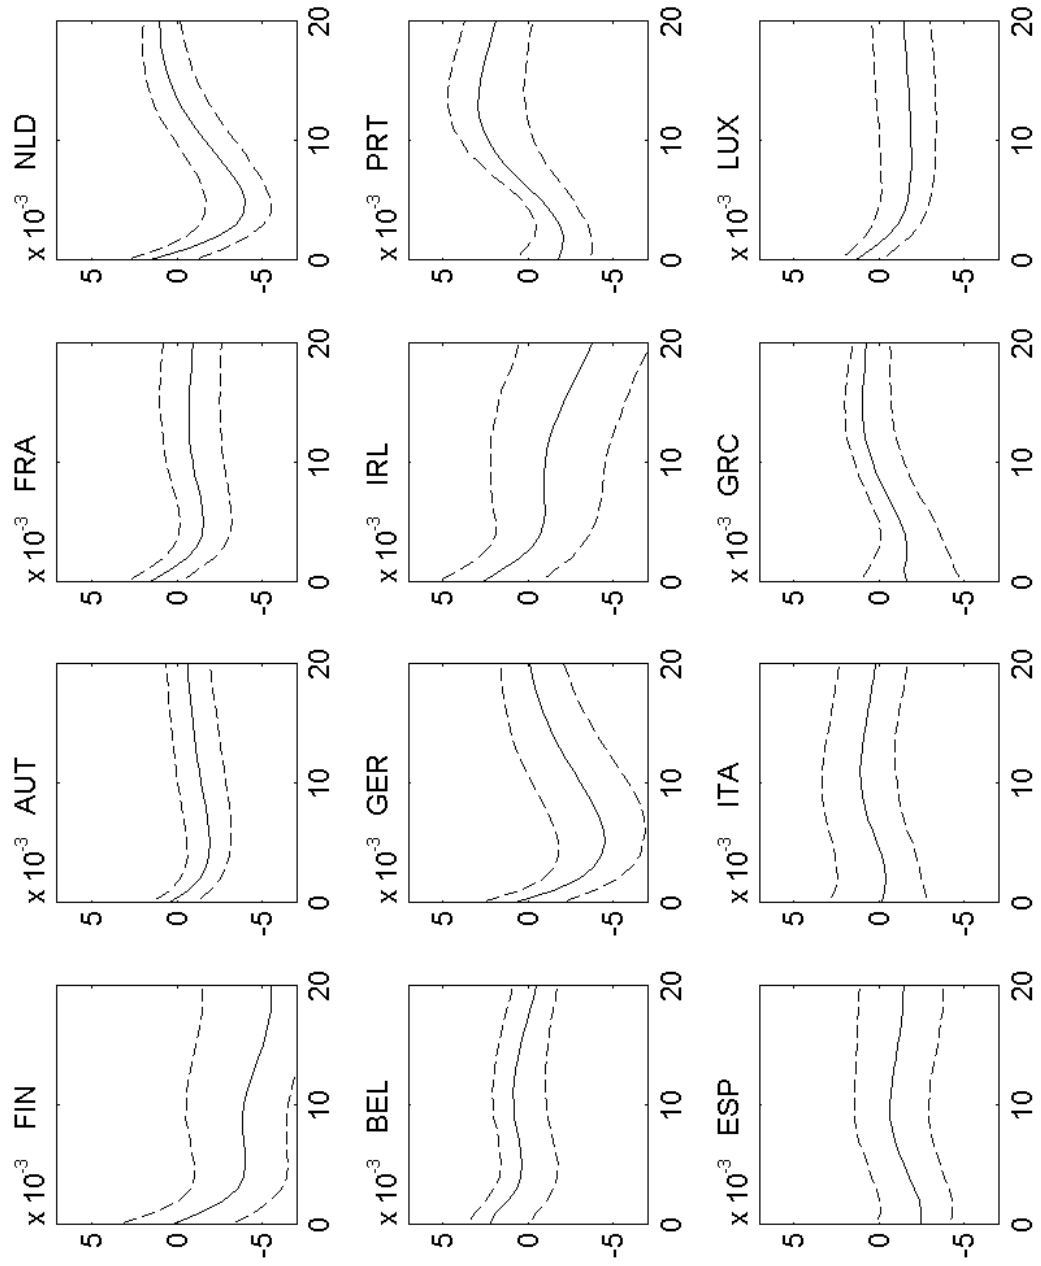 x 10⁻³ FIN
5
0
-5
0 10 20
x 10⁻³ AUT
5
0
-5
0 10 20
x 10⁻³ FRA
5
0
-5
0 10 20
x 10⁻³ NLD
5
0
-5
0 10 20
x 10⁻³ BEL
5
0
-5
0 10 20
x 10⁻³ GER
5
0
-5
0 10 20
x 10⁻³ IRL
5
0
-5
0 10 20
x 10⁻³ PRT
5
0
-5
0 10 20
x 10⁻³ ESP
5
0
-5
0 10 20
x 10⁻³ ITA
5
0
-5
0 10 20
x 10⁻³ GRC
5
0
-5
0 10 20
x 10⁻³ LUX
5
0
-5
0 10 20